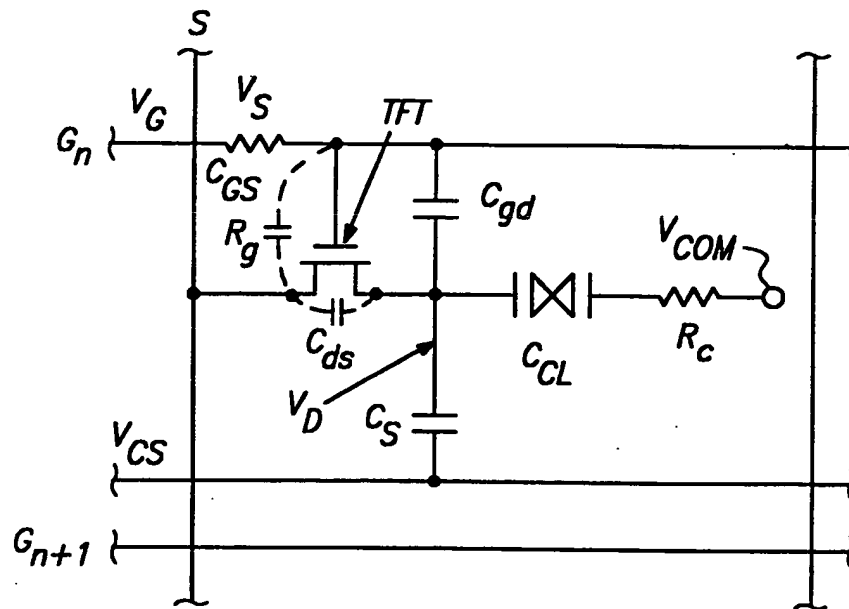 S
V_G
V_S
TFT
G_n
C_GS
C_gd
R_g
V_COM
C_ds
C_CL
R_c
V_D
C_S
V_CS
G_n+1